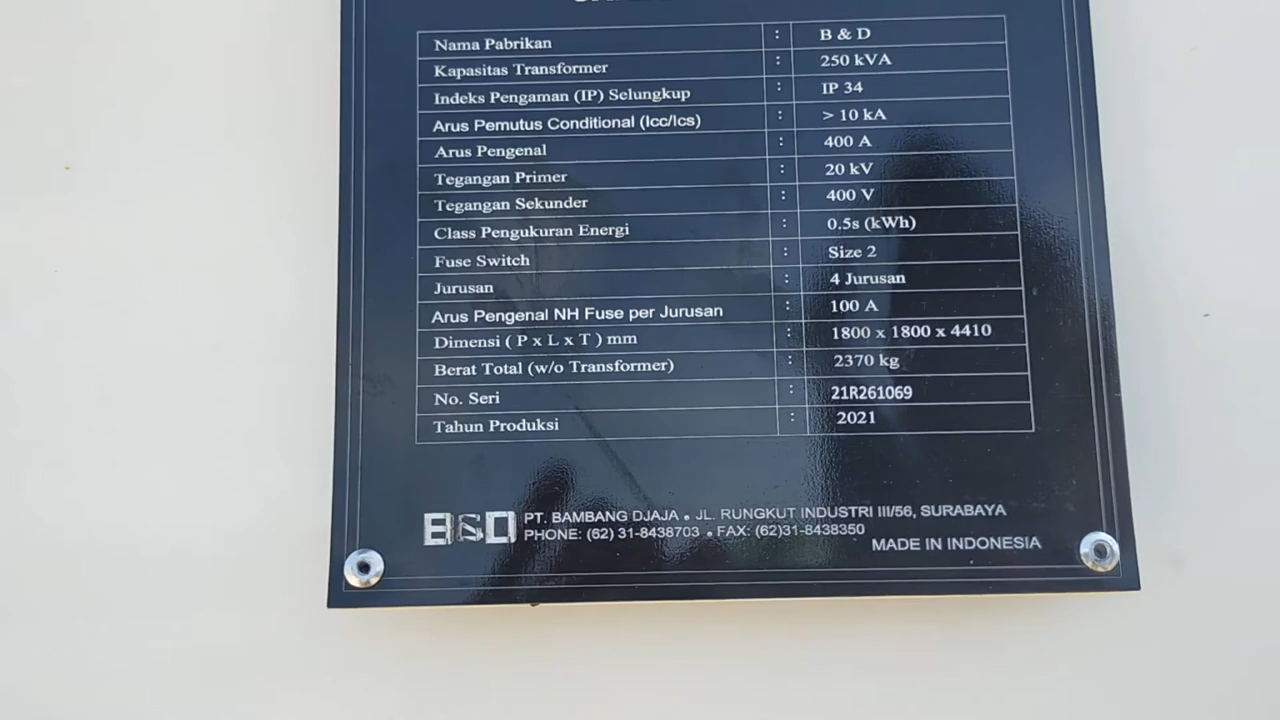 Nama Pabrikan : B & D
Kapasitas Transformer : 250 kVA
Indeks Pengaman (IP) Selungkup : IP 34
Arus Pemutus Conditional (Icc/Ics) : > 10 kA
Arus Pengenal : 400 A
Tegangan Primer : 20 kV
Tegangan Sekunder : 400 V
Class Pengukuran Energi : 0.5s (kWh)
Fuse Switch : Size 2
Jurusan : 4 Jurusan
Arus Pengenal NH Fuse per Jurusan : 100 A
Dimensi ( P x L x T ) mm : 1800 x 1800 x 4410
Berat Total (w/o Transformer) : 2370 kg
No. Seri : 21R261069
Tahun Produksi : 2021
B&D PT. BAMBANG DJAJA • JL. RUNGKUT INDUSTRI III/56, SURABAYA
PHONE: (62) 31-8438703 • FAX: (62)31-8438350
MADE IN INDONESIA